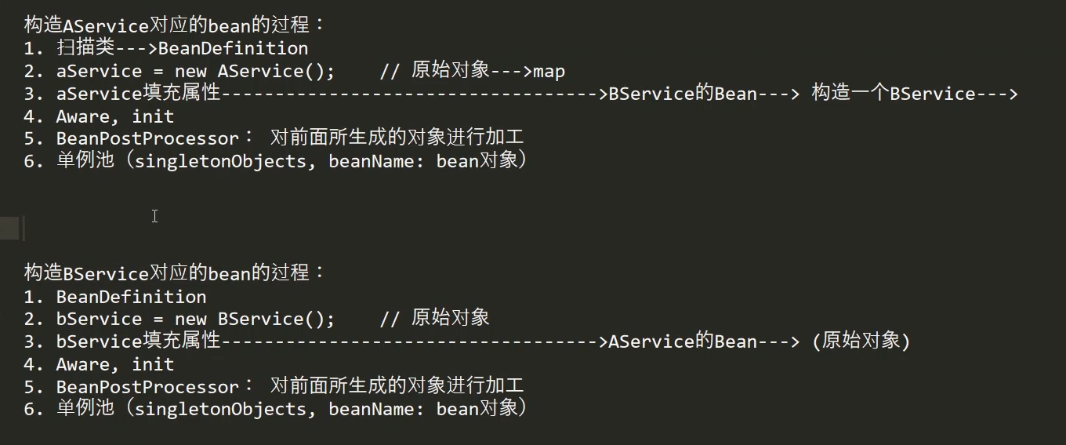 构造AService对应的bean的过程：
1. 扫描类--->BeanDefinition
2. aService = new AService();    // 原始对象--->map
3. aService填充属性----------------------------------->BService的Bean---> 构造一个BService--->
4. Aware, init
5. BeanPostProcessor： 对前面所生成的对象进行加工
6. 单例池（singletonObjects, beanName: bean对象）
构造BService对应的bean的过程：
1. BeanDefinition
2. bService = new BService();    // 原始对象
3. bService填充属性----------------------------------->AService的Bean---> (原始对象)
4. Aware, init
5. BeanPostProcessor： 对前面所生成的对象进行加工
6. 单例池（singletonObjects, beanName: bean对象）